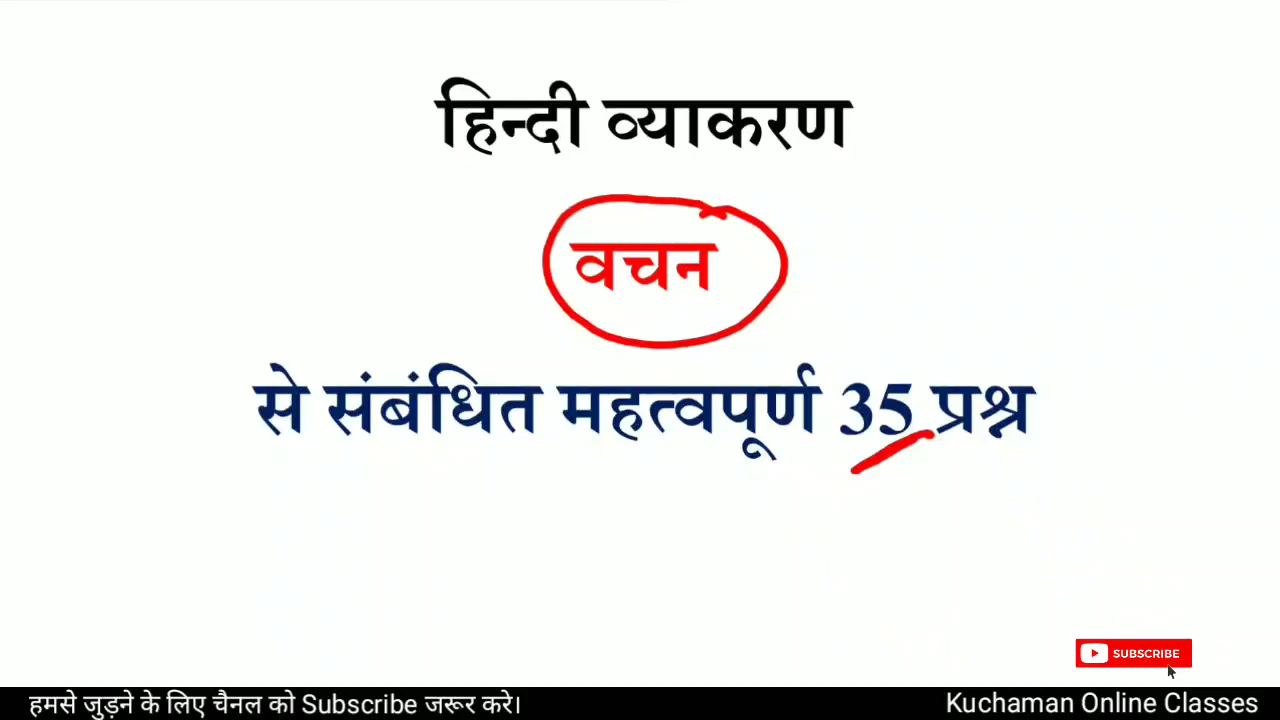 हिन्दी व्याकरण
वचन
से संबंधित महत्वपूर्ण 35 प्रश्न
SUBSCRIBE
हमसे जुड़ने के लिए चैनल को Subscribe जरूर करे।
Kuchaman Online Classes